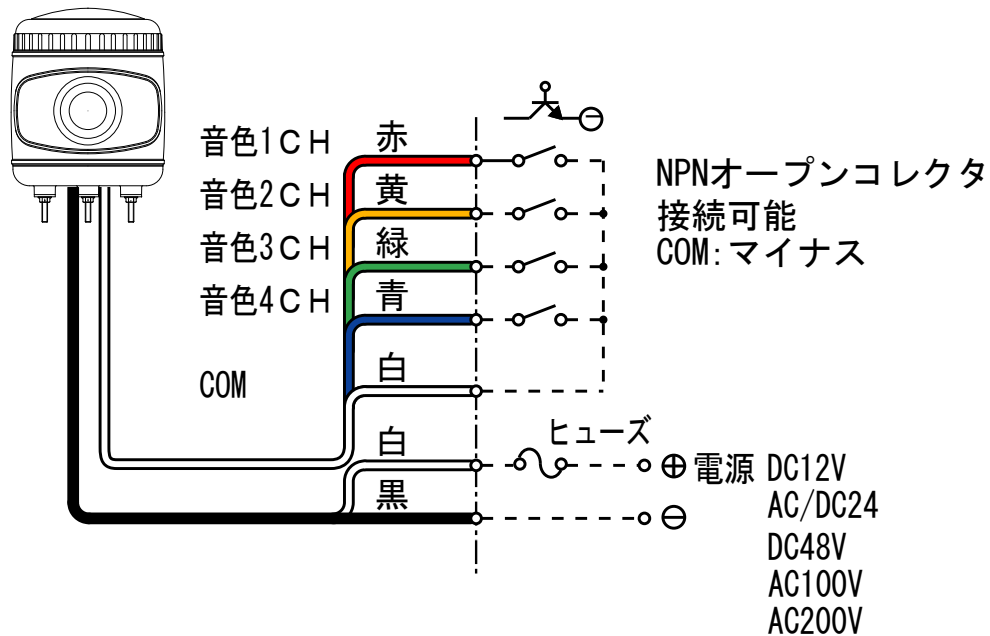 音色1ＣＨ 赤
音色2ＣＨ 黄
音色3ＣＨ 緑
音色4ＣＨ 青
COM 白
白
黒
ヒューズ
NPNオープンコレクタ
接続可能
COM:マイナス
⊕電源 DC12V
AC/DC24
DC48V
AC100V
AC200V